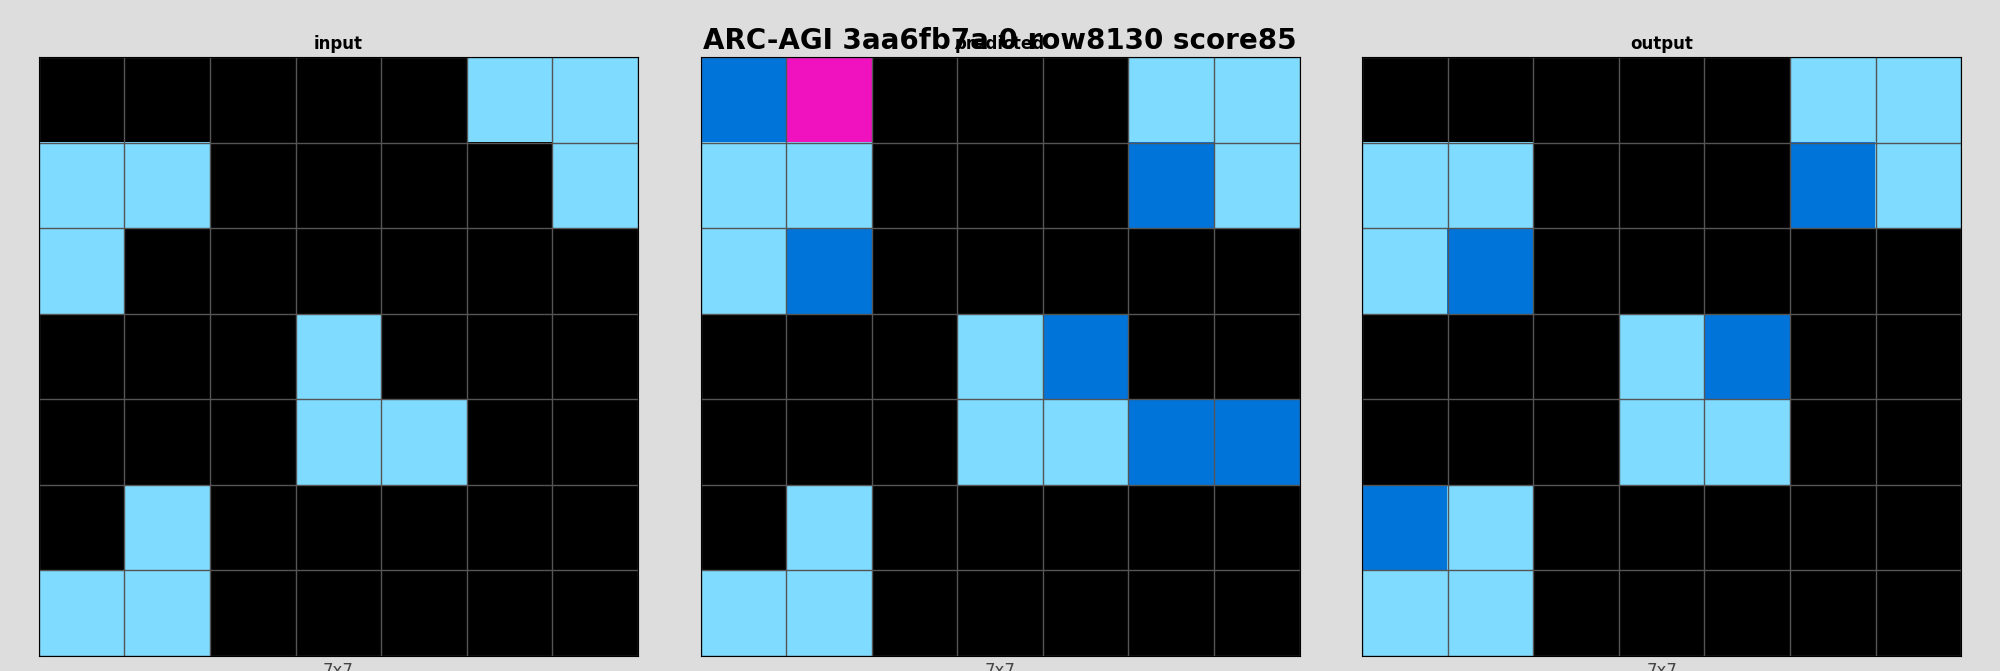 ARC-AGI 3aa6fb7a 0 row8130 score85
input
predicted
output
7x7
7x7
7x7